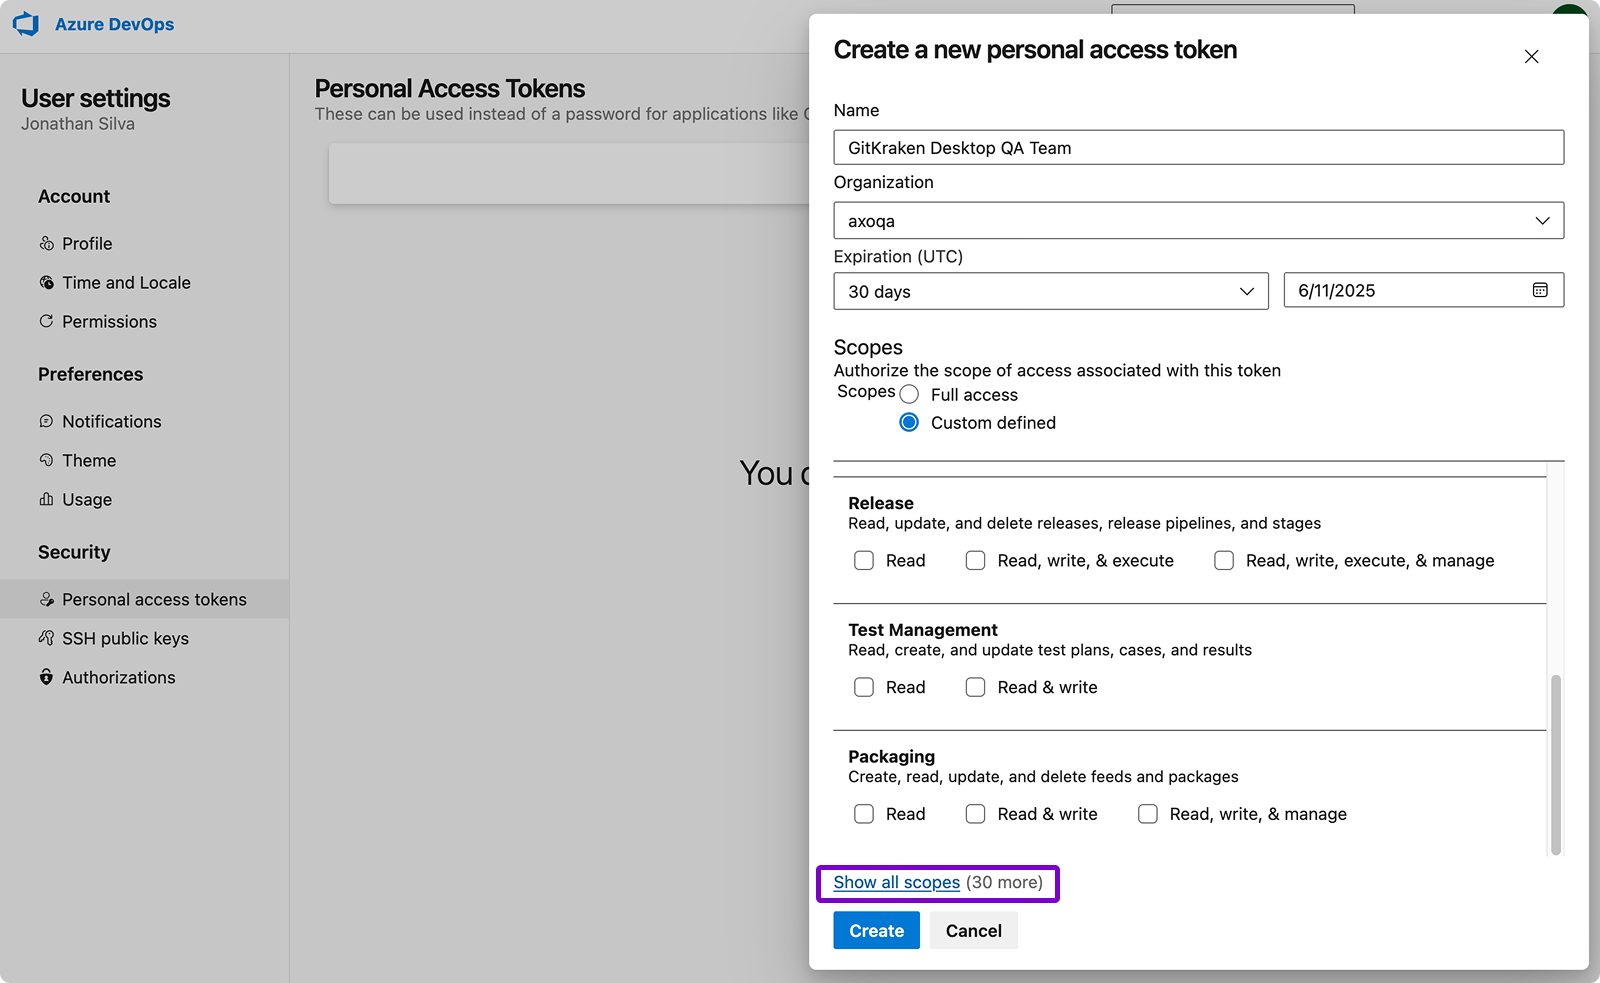 Azure DevOps
User settings
Jonathan Silva
Account
Profile
Time and Locale
Permissions
Preferences
Notifications
Theme
Usage
Security
Personal access tokens
SSH public keys
Authorizations
Personal Access Tokens
These can be used instead of a password for applications like
You
Create a new personal access token
Name
GitKraken Desktop QA Team
Organization
axoqa
Expiration (UTC)
30 days
6/11/2025
Scopes
Authorize the scope of access associated with this token
Scopes
Full access
Custom defined
Release
Read, update, and delete releases, release pipelines, and stages
Read Read, write, & execute Read, write, execute, & manage
Test Management
Read, create, and update test plans, cases, and results
Read Read & write
Packaging
Create, read, update, and delete feeds and packages
Read Read & write Read, write, & manage
Show all scopes (30 more)
Create Cancel